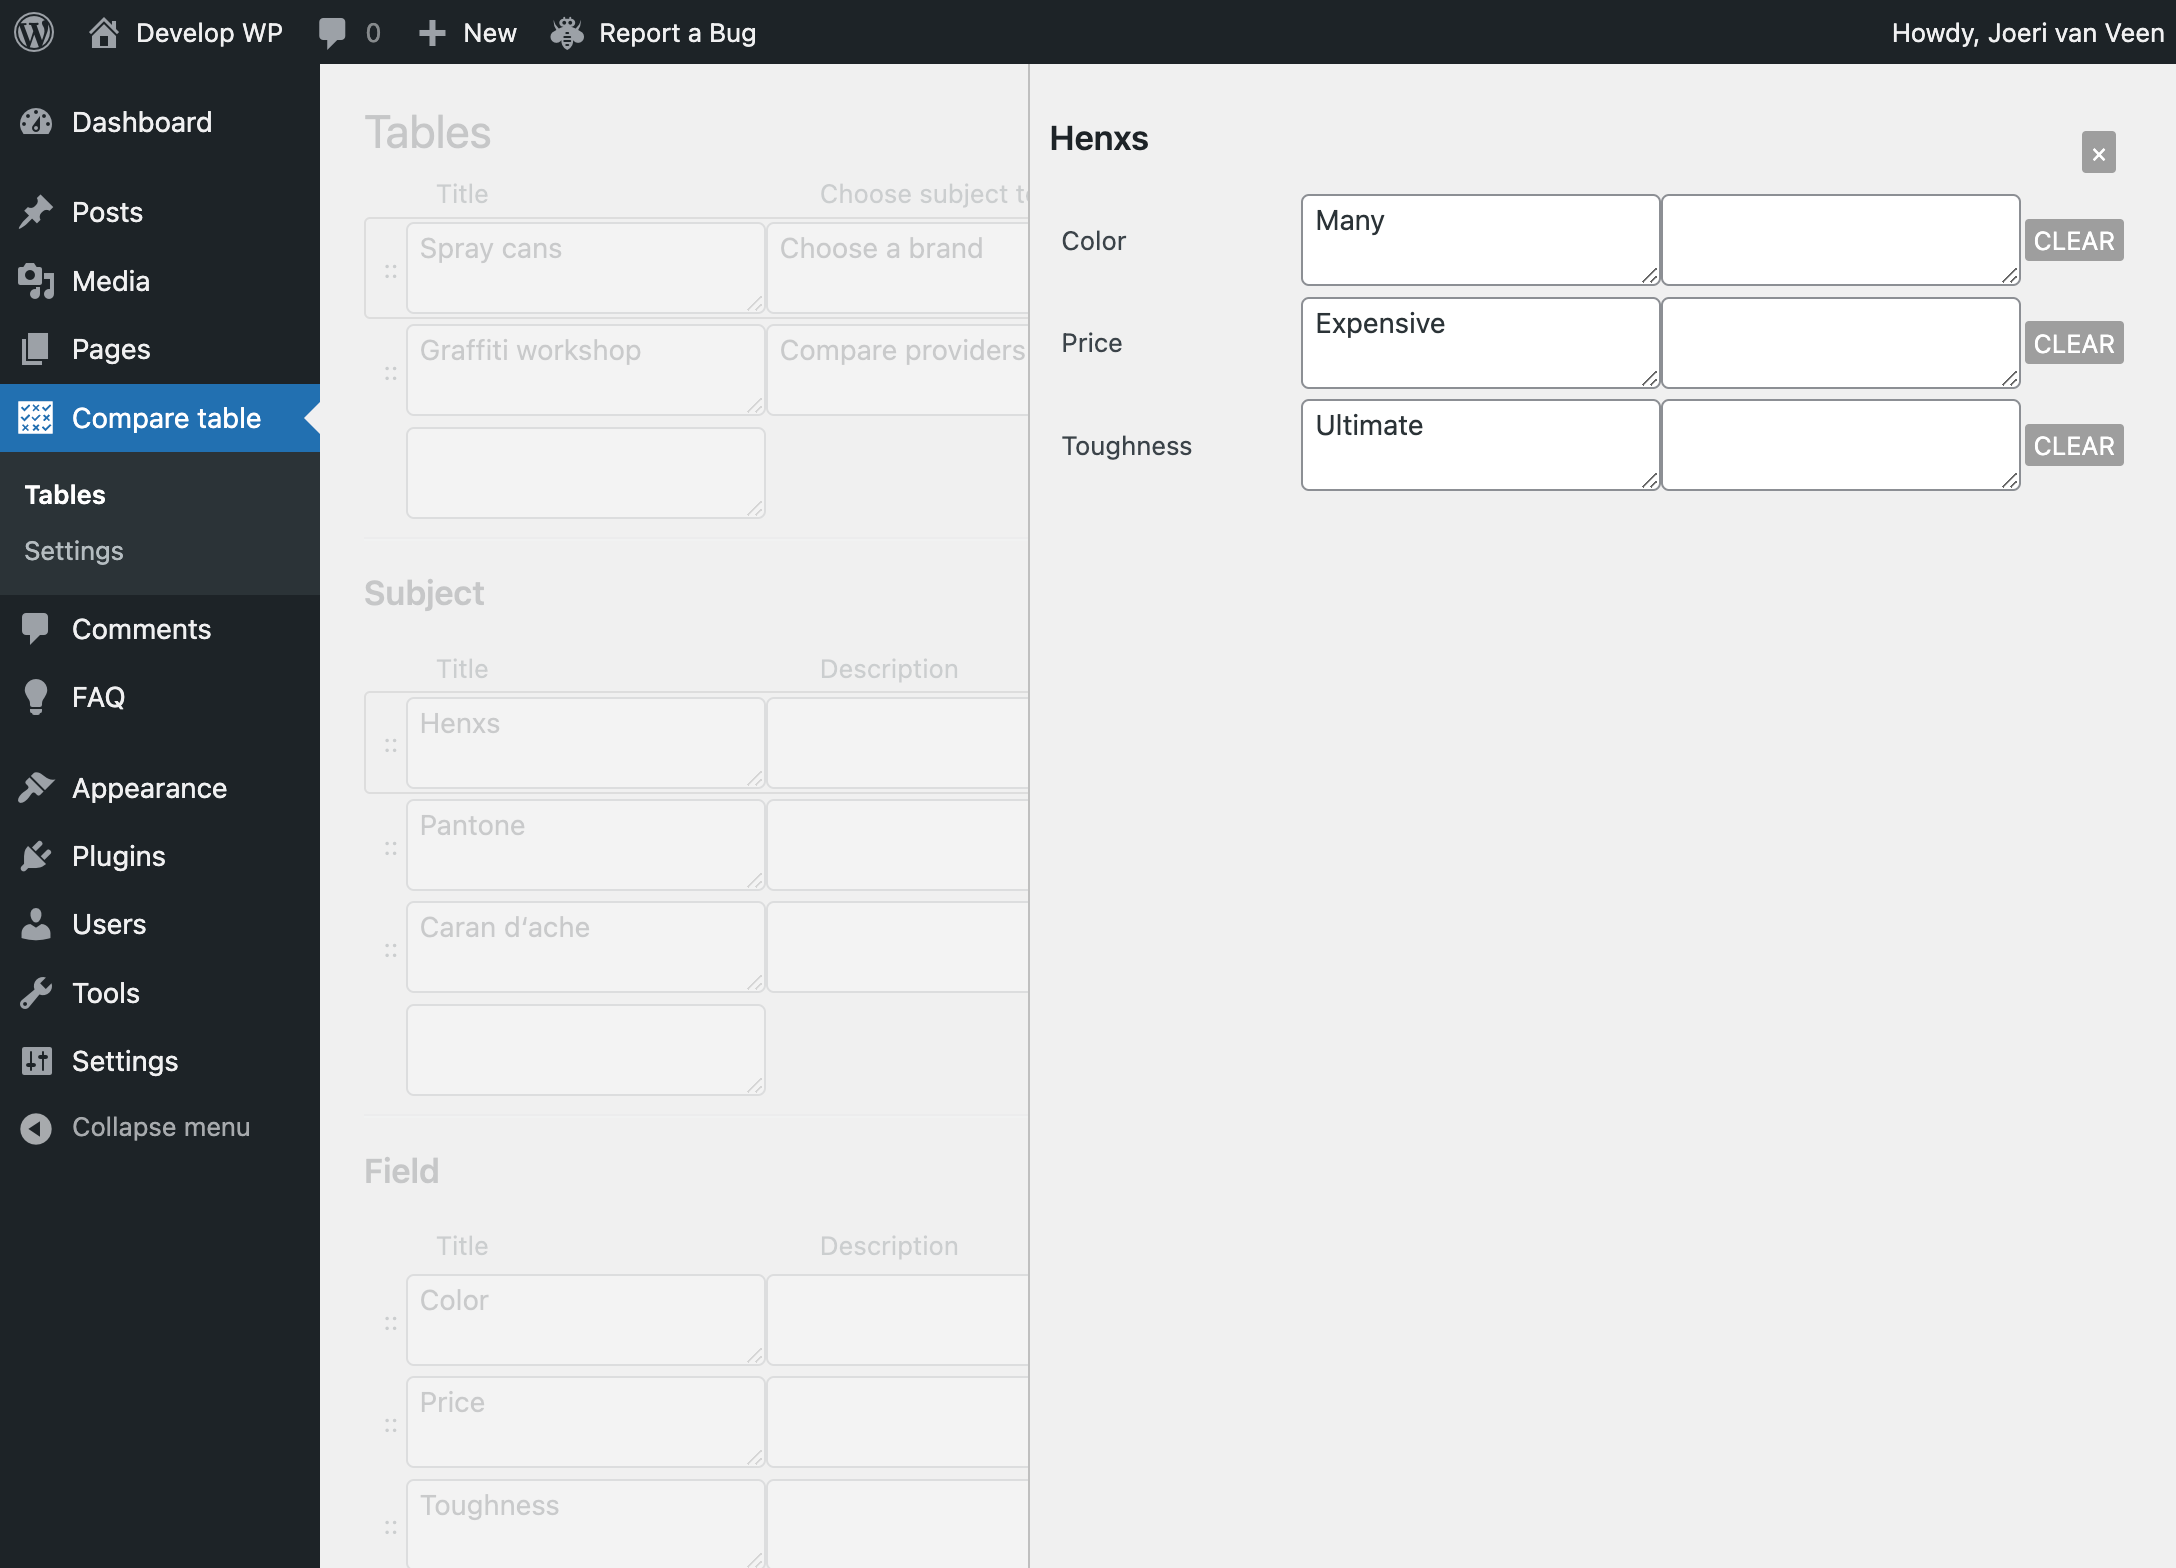 Develop WP
0
New
Report a Bug
Howdy, Joeri van Veen
Dashboard
Posts
Media
Pages
Compare table
Tables
Settings
Comments
FAQ
Appearance
Plugins
Users
Tools
Settings
Collapse menu
Tables
Title Choose subject to
Spray cans Choose a brand
Graffiti workshop Compare providers
Subject
Title Description
Henxs
Pantone
Caran d‘ache
Field
Title Description
Color
Price
Toughness
Henxs
×
Color Many CLEAR
Price Expensive CLEAR
Toughness Ultimate CLEAR